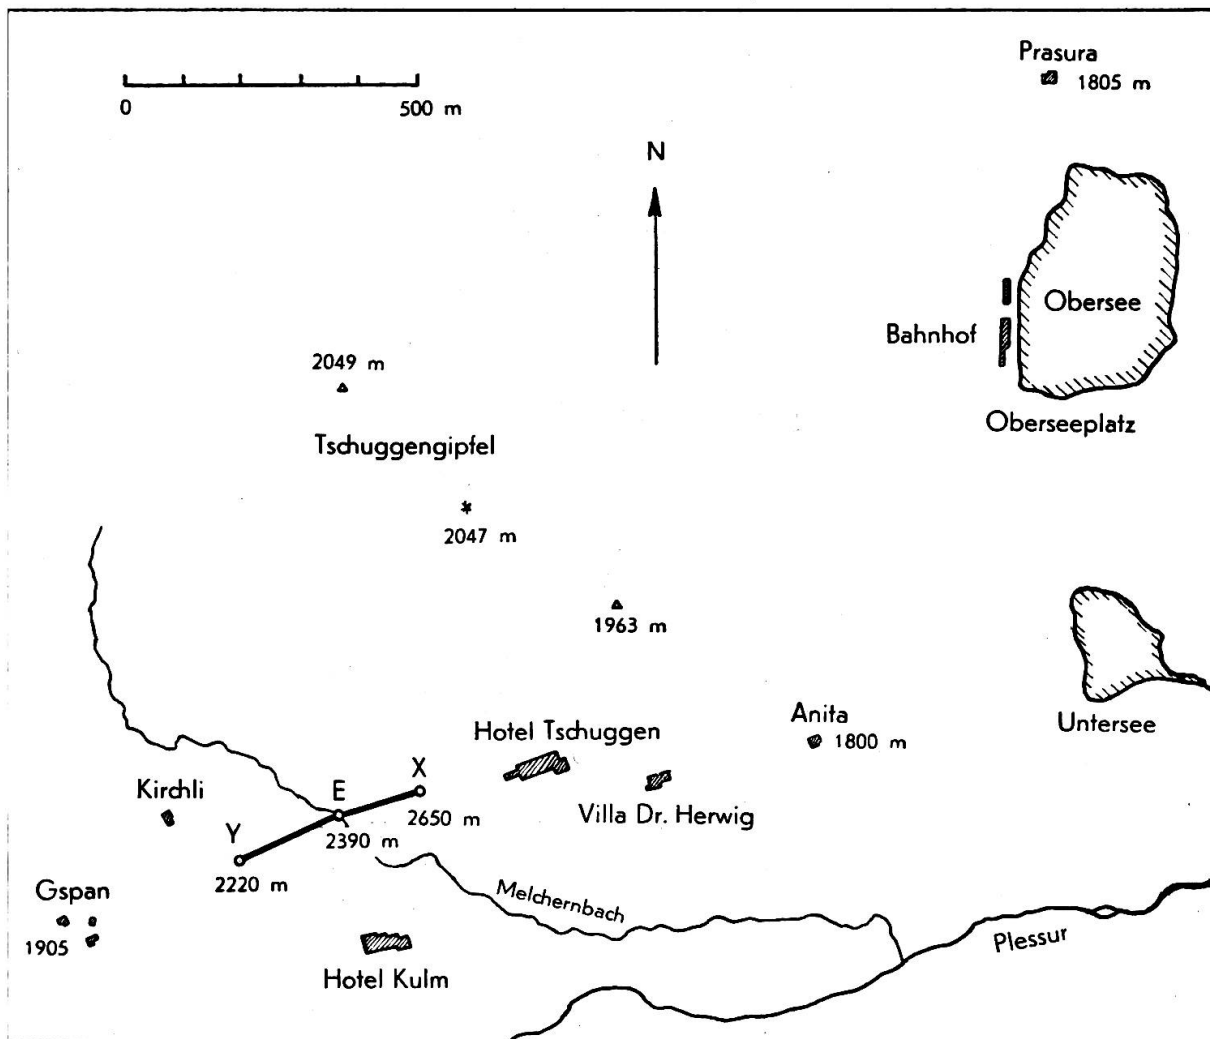 Prasura
1805 m
0 500 m
N
Obersee
Bahnhof
2049 m
Oberseeplatz
Tschuggengipfel
2047 m
1963 m
Anita
1800 m
Untersee
Hotel Tschuggen
Villa Dr. Herwig
Kirchli
E
X
2650 m
Y
2390 m
2220 m
Gspan
1905
Melchernbach
Plessur
Hotel Kulm